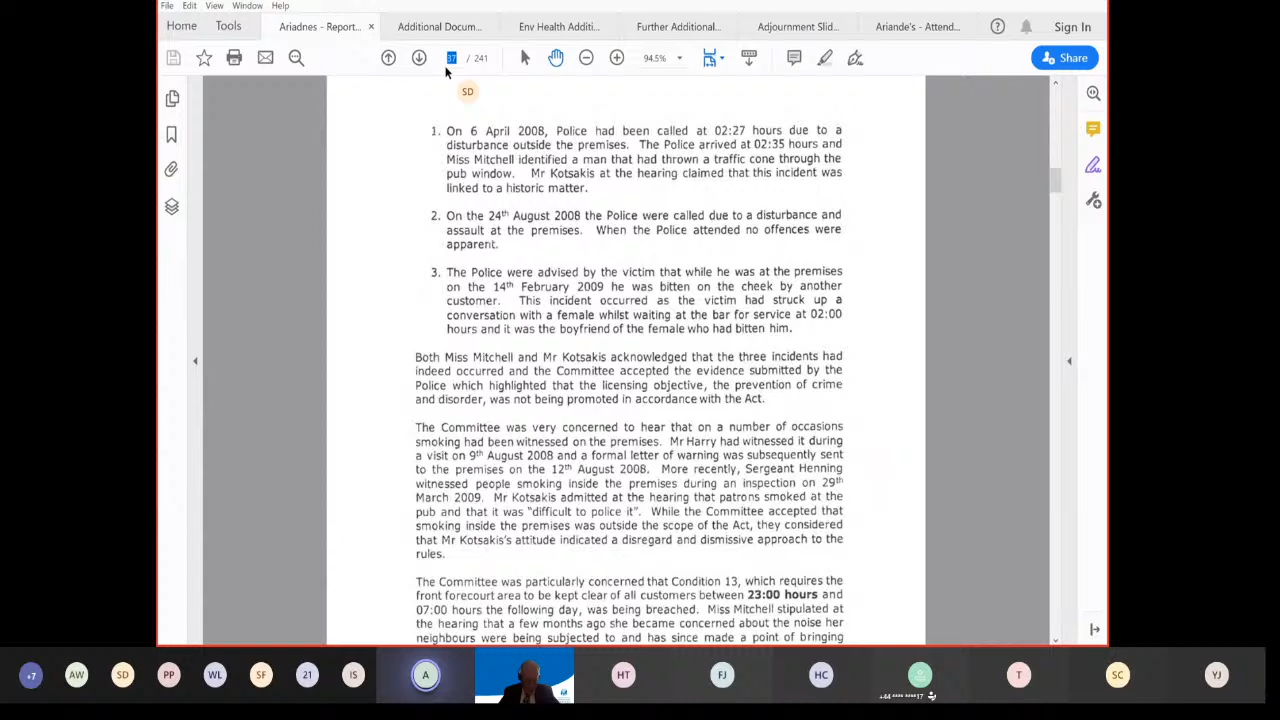 File Edit View Window Help
Home Tools Ariadnes - Report... × Additional Docum... Env Health Additi... Further Additional... Adjournment Slid... Ariande's - Attend... Sign In
37 / 241 94.5% Share
SD
1. On 6 April 2008, Police had been called at 02:27 hours due to a
disturbance outside the premises. The Police arrived at 02:35 hours and
Miss Mitchell identified a man that had thrown a traffic cone through the
pub window. Mr Kotsakis at the hearing claimed that this incident was
linked to a historic matter.
2. On the 24th August 2008 the Police were called due to a disturbance and
assault at the premises. When the Police attended no offences were
apparent.
3. The Police were advised by the victim that while he was at the premises
on the 14th February 2009 he was bitten on the cheek by another
customer. This incident occurred as the victim had struck up a
conversation with a female whilst waiting at the bar for service at 02:00
hours and it was the boyfriend of the female who had bitten him.
Both Miss Mitchell and Mr Kotsakis acknowledged that the three incidents had
indeed occurred and the Committee accepted the evidence submitted by the
Police which highlighted that the licensing objective, the prevention of crime
and disorder, was not being promoted in accordance with the Act.
The Committee was very concerned to hear that on a number of occasions
smoking had been witnessed on the premises. Mr Harry had witnessed it during
a visit on 9th August 2008 and a formal letter of warning was subsequently sent
to the premises on the 12th August 2008. More recently, Sergeant Henning
witnessed people smoking inside the premises during an inspection on 29th
March 2009. Mr Kotsakis admitted at the hearing that patrons smoked at the
pub and that it was "difficult to police it". While the Committee accepted that
smoking inside the premises was outside the scope of the Act, they considered
that Mr Kotsakis's attitude indicated a disregard and dismissive approach to the
rules.
The Committee was particularly concerned that Condition 13, which requires the
front forecourt area to be kept clear of all customers between 23:00 hours and
07:00 hours the following day, was being breached. Miss Mitchell stipulated at
the hearing that a few months ago she became concerned about the noise her
neighbours were being subjected to and has since made a point of bringing
+7 AW SD PP WL SF 21 IS A HT FJ HC T SC YJ
+44 **** ****17